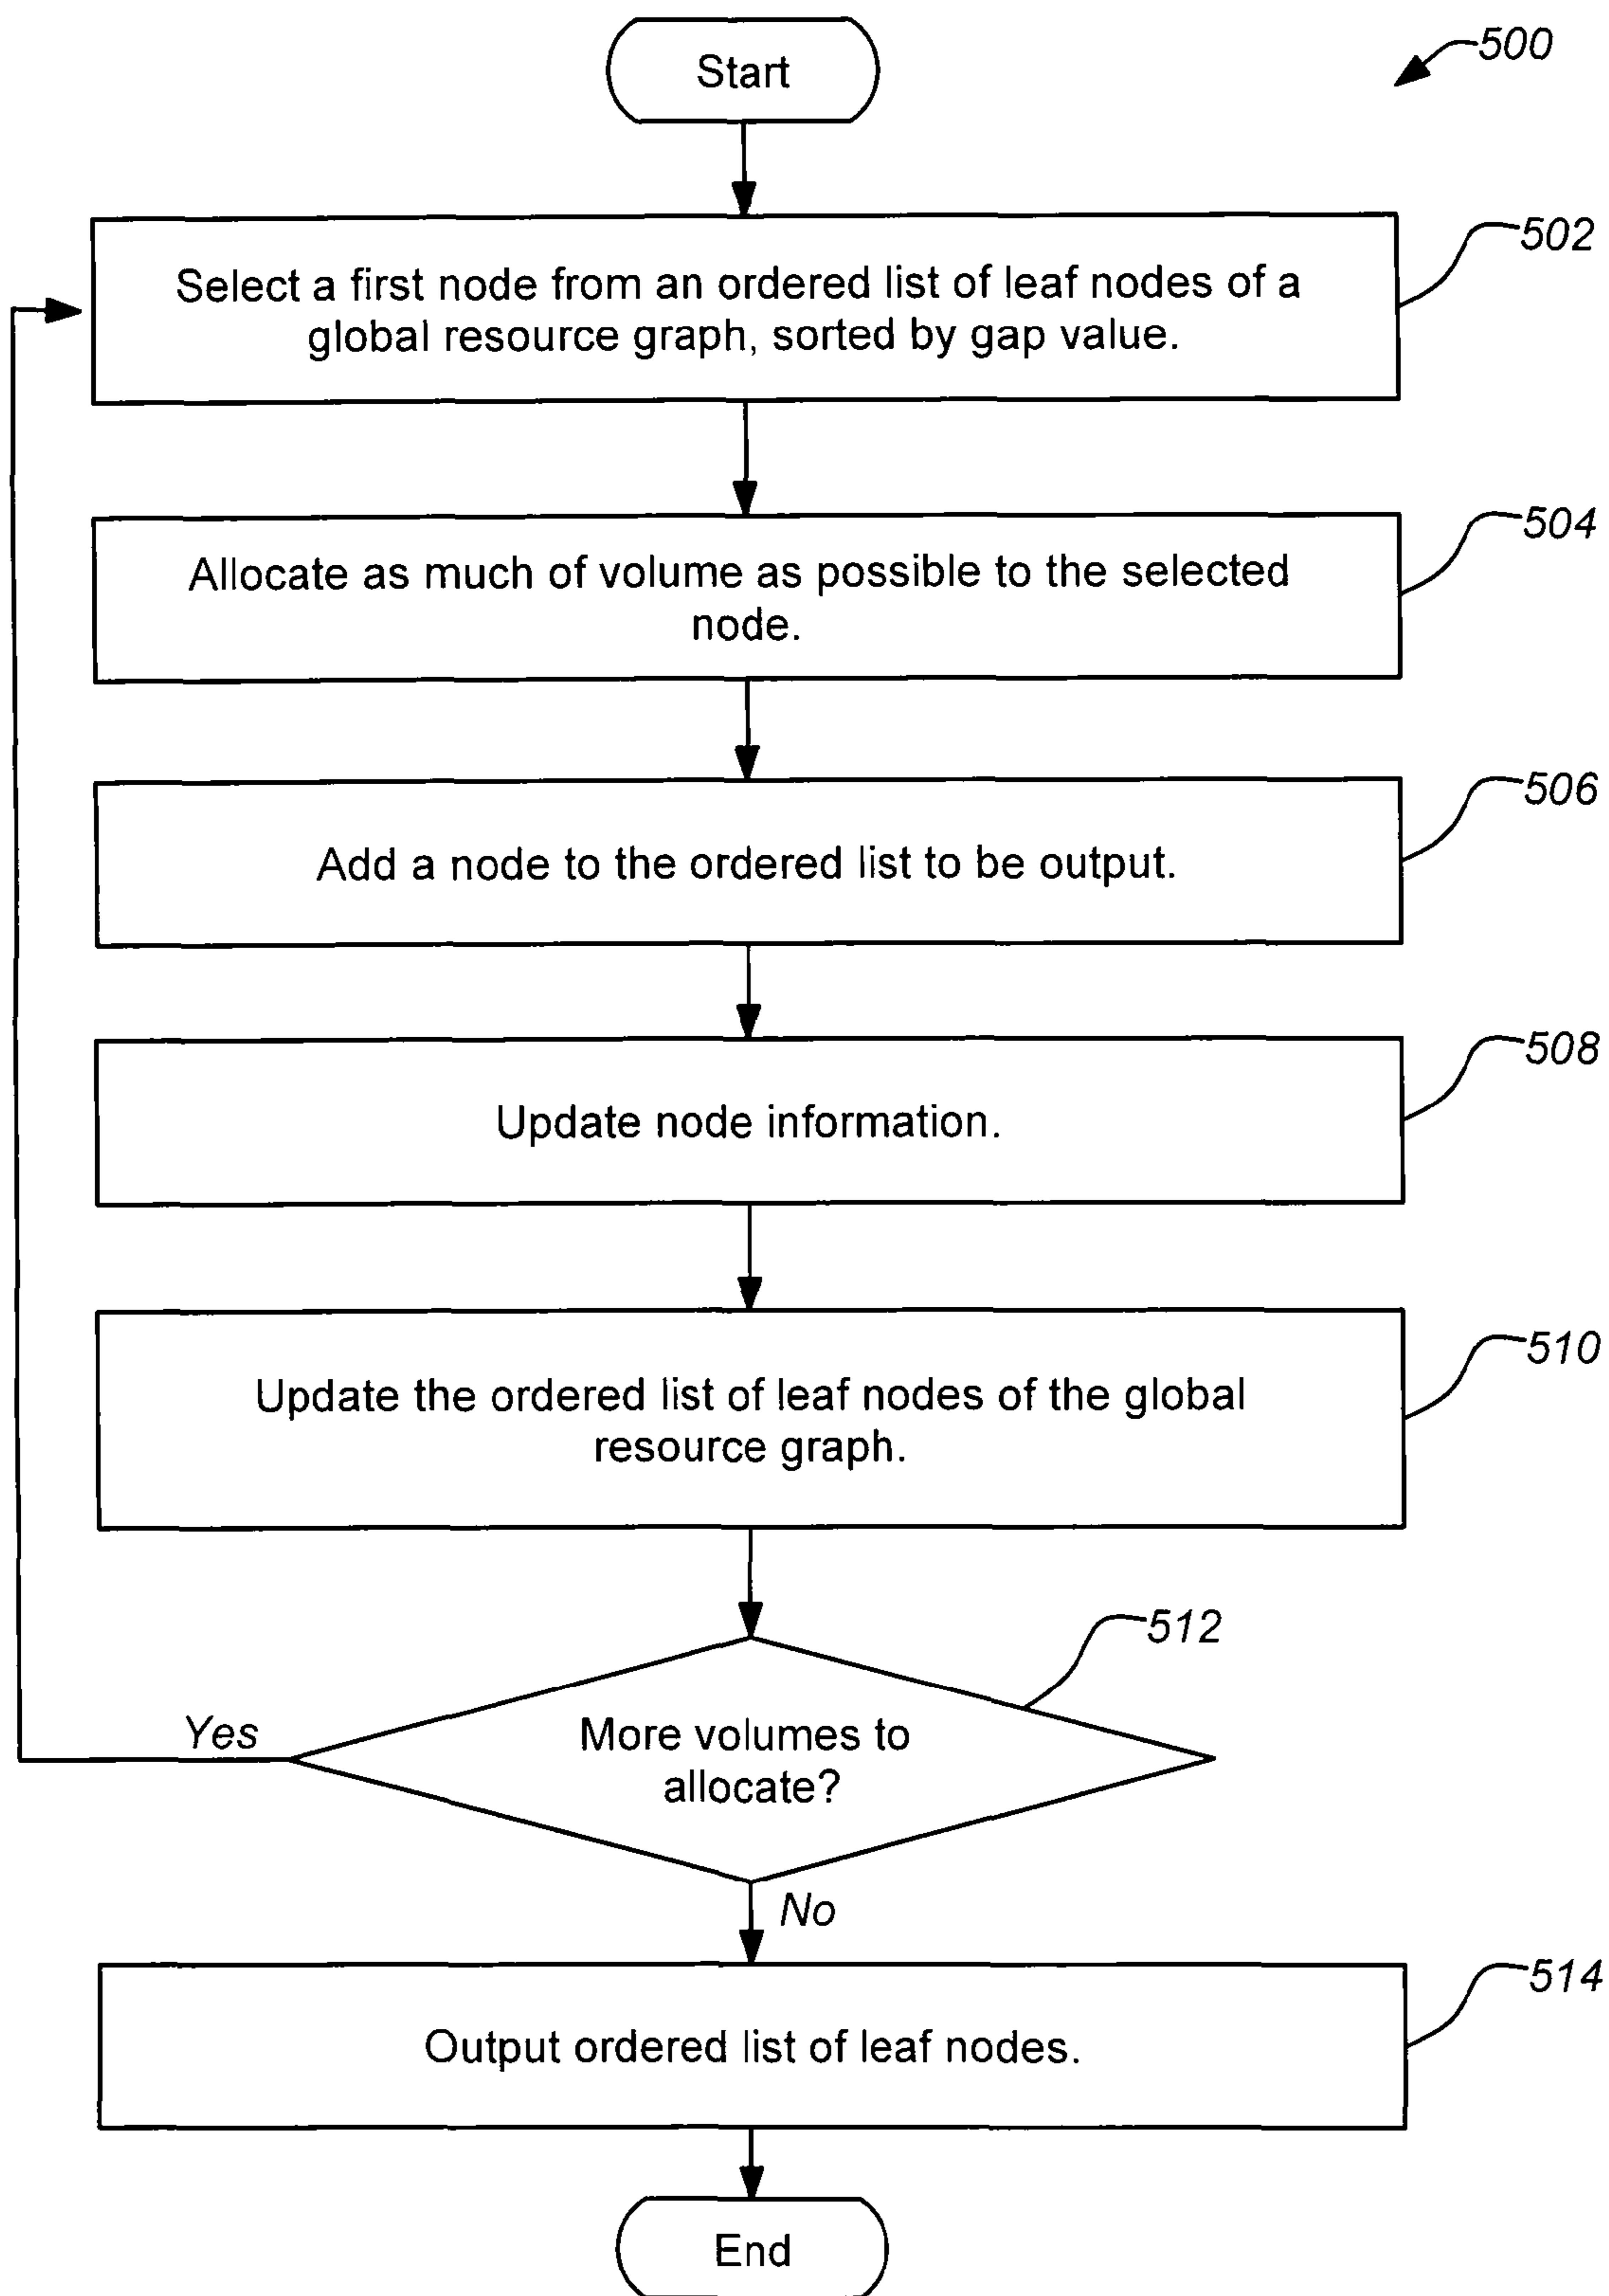 Start
500
Select a first node from an ordered list of leaf nodes of a
global resource graph, sorted by gap value.
502
Allocate as much of volume as possible to the selected
node.
504
Add a node to the ordered list to be output.
506
Update node information.
508
Update the ordered list of leaf nodes of the global
resource graph.
510
512
More volumes to
allocate?
Yes
No
Output ordered list of leaf nodes.
514
End